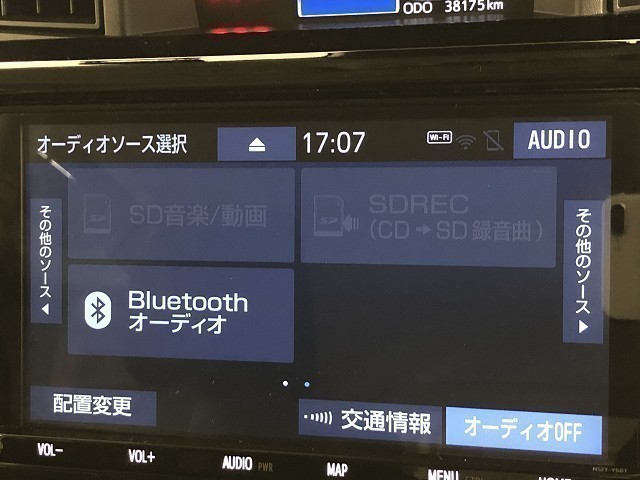 ODO 38175km
オーディオソース選択
17:07
Wi-Fi
AUDIO
その他のソース
SD音楽/動画
SDREC
(CD→SD録音曲)
その他のソース
Bluetooth
オーディオ
配置変更
交通情報
オーディオOFF
VOL-
VOL+
AUDIO PWR
MAP
MENU